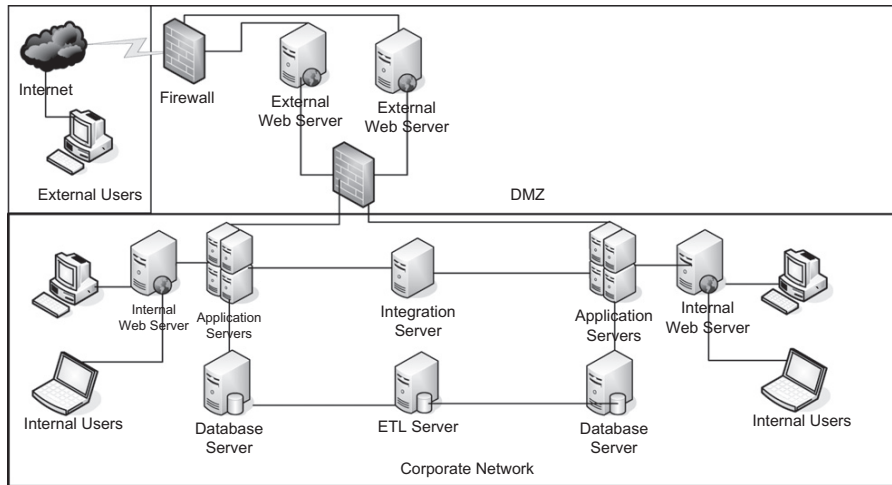 Internet
Firewall
External
Web Server
External
Web Server
External Users
DMZ
Internal
Web Server
Application
Servers
Integration
Server
Application
Servers
Internal
Web Server
Internal Users
Database
Server
ETL Server
Database
Server
Internal Users
Corporate Network